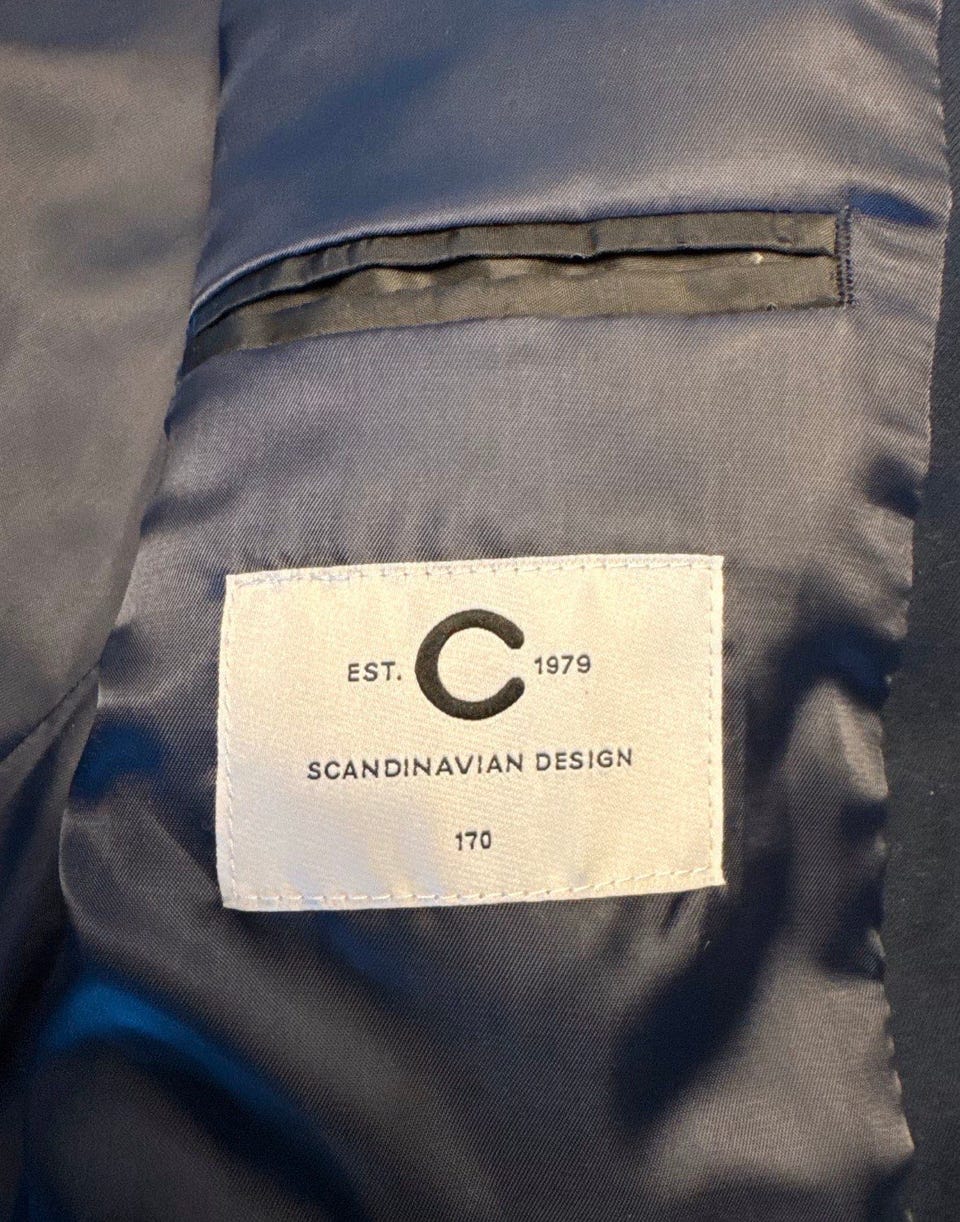 EST. C 1979
SCANDINAVIAN DESIGN
170